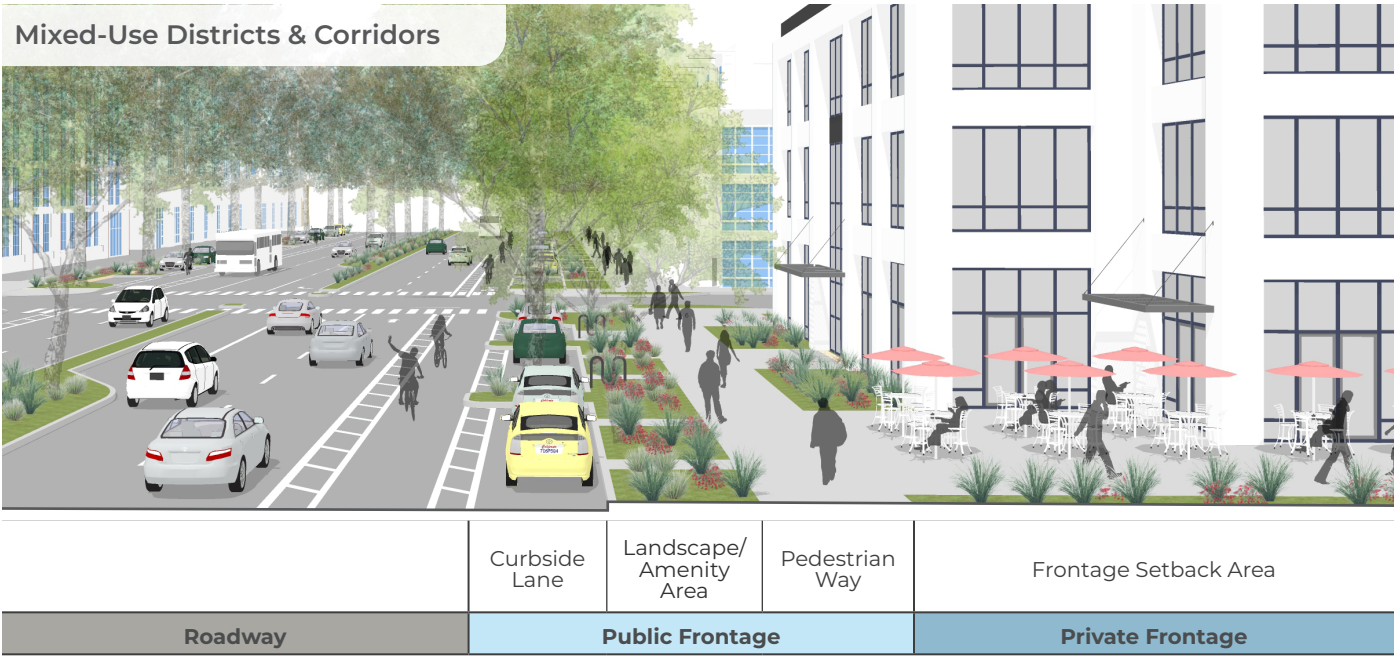 Mixed-Use Districts & Corridors
Curbside
Lane
Landscape/
Amenity
Area
Pedestrian
Way
Frontage Setback Area
Roadway
Public Frontage
Private Frontage